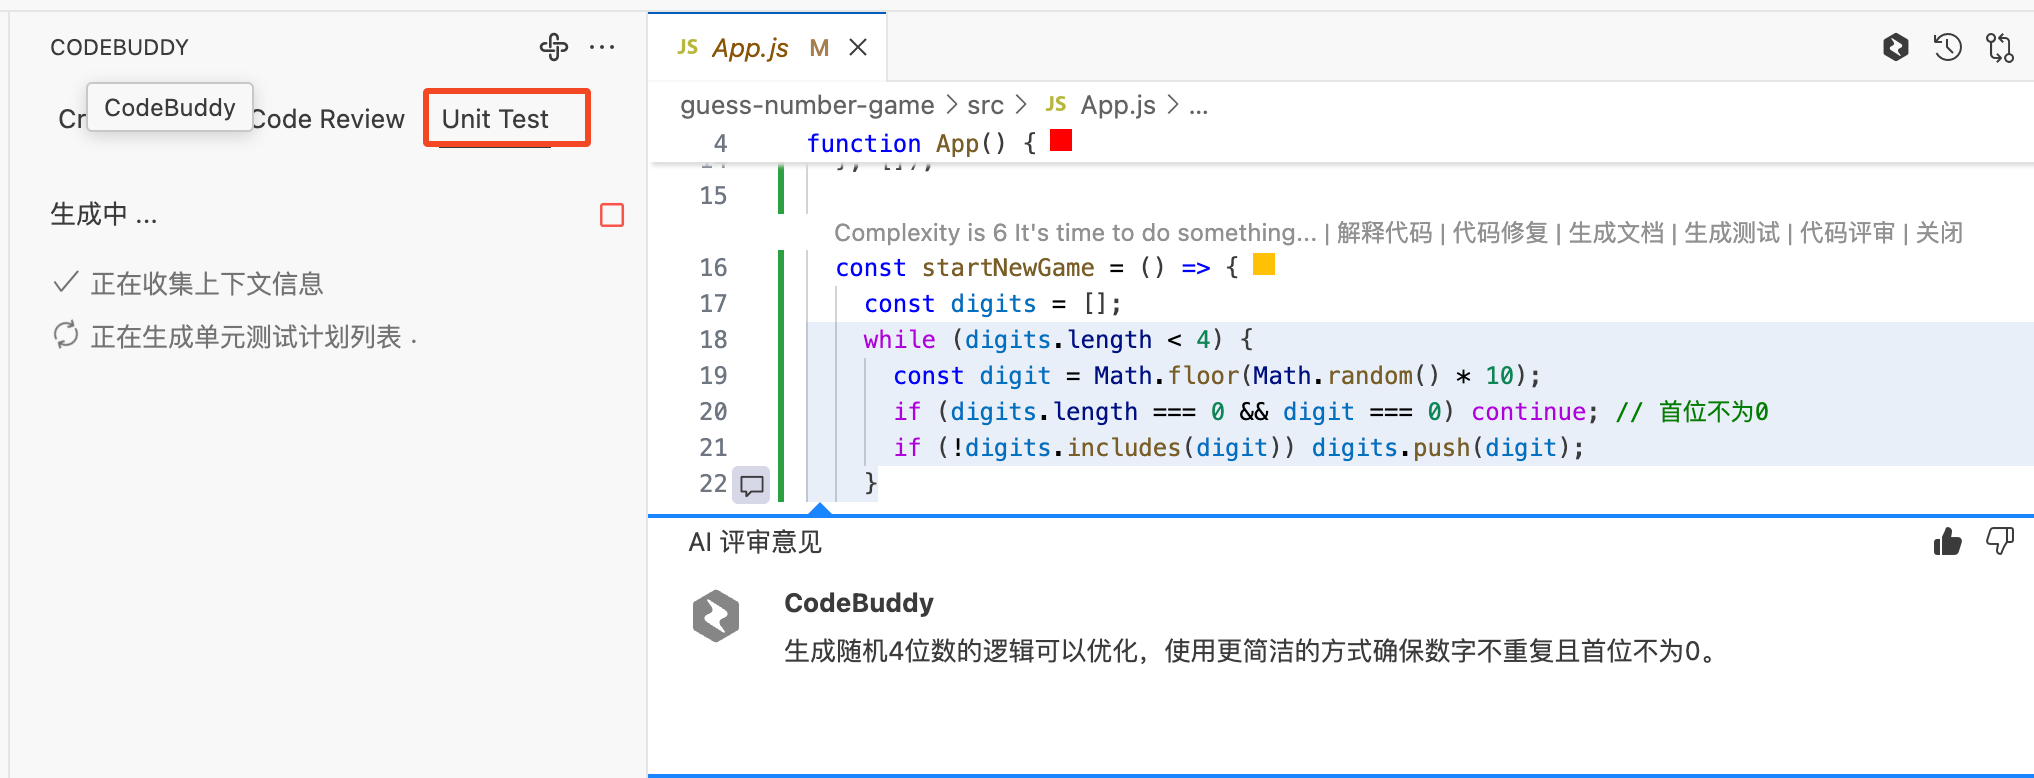 CODEBUDDY
CodeBuddy
Cr
Code Review
Unit Test
生成中 ...
正在收集上下文信息
正在生成单元测试计划列表 .
JS App.js M
guess-number-game > src > JS App.js > ...
4 function App() {
15
Complexity is 6 It's time to do something... | 解释代码 | 代码修复 | 生成文档 | 生成测试 | 代码评审 | 关闭
16 const startNewGame = () => {
17 const digits = [];
18 while (digits.length < 4) {
19 const digit = Math.floor(Math.random() * 10);
20 if (digits.length === 0 && digit === 0) continue; // 首位不为0
21 if (!digits.includes(digit)) digits.push(digit);
22 }
AI 评审意见
CodeBuddy
生成随机4位数的逻辑可以优化，使用更简洁的方式确保数字不重复且首位不为0。